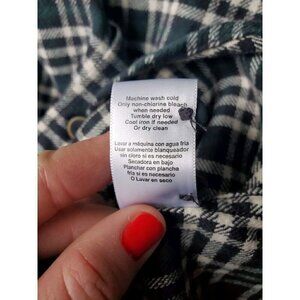 Machine wash cold
Only non-chlorine bleach
when needed
Tumble dry low
Cool iron if needed
Or dry clean
Lavar a máquina con agua fría
Usar solamente blanqueador
sin cloro si es necesario
Secadora en bajo
Planchar con plancha
fría si es necesario
O Lavar en seco